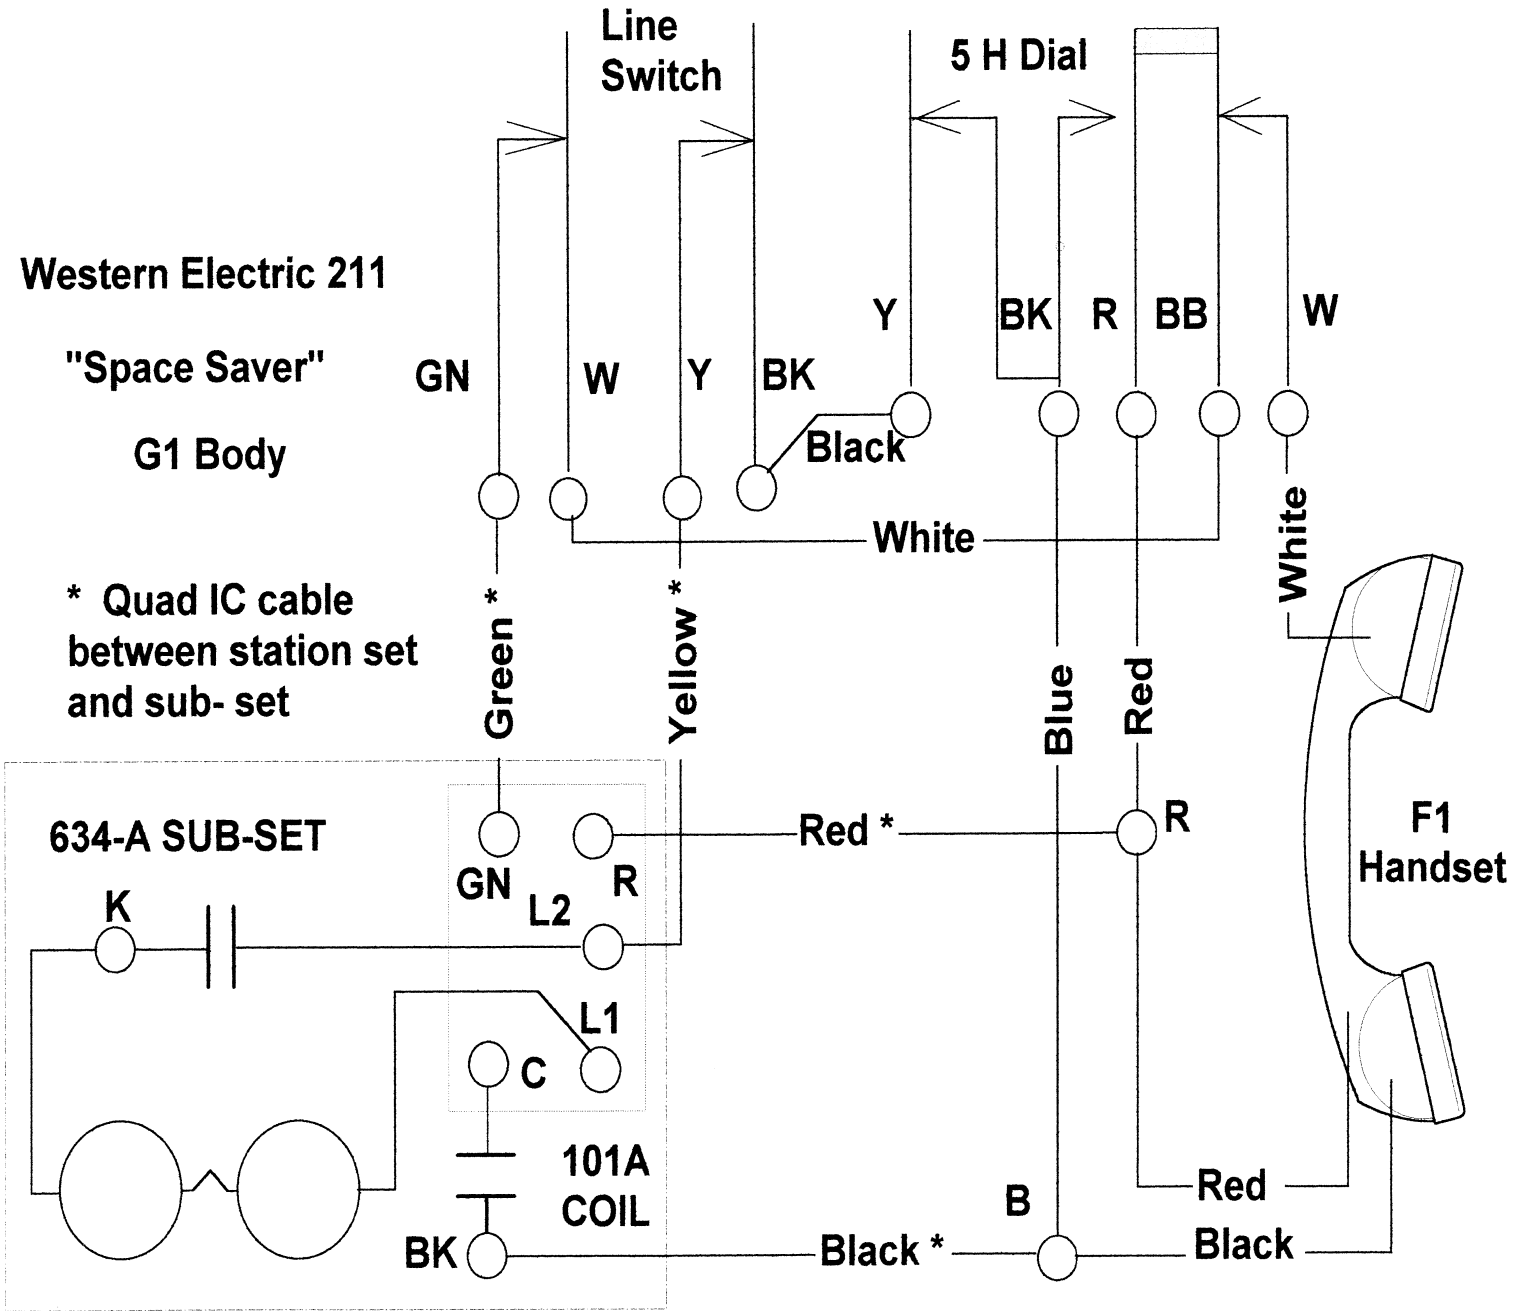 Line
Switch
5 H Dial
Western Electric 211
"Space Saver"
G1 Body
GN
W
Y
BK
Y
BK
R
BB
W
Black
White
White
* Quad IC cable
between station set
and sub- set
Green *
Yellow *
Blue
Red
634-A SUB-SET
GN
R
Red *
R
F1
Handset
K
L2
L1
C
101A
COIL
BK
Black *
B
Red
Black